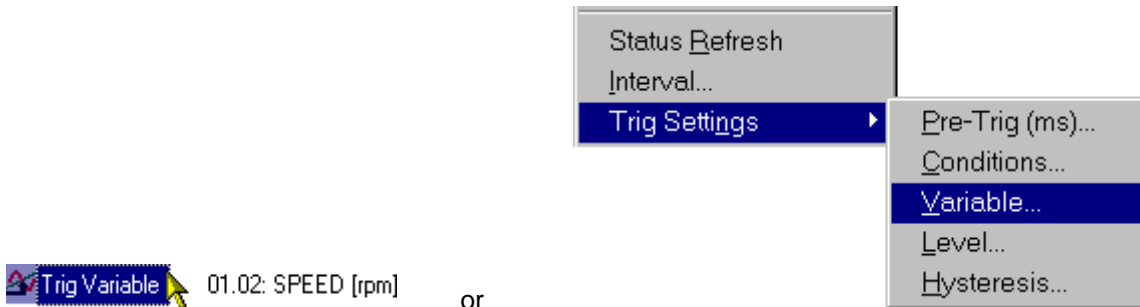 Status Refresh
Interval...
Trig Settings
Pre-Trig (ms)...
Conditions...
Variable...
Level...
Hysteresis...
Trig Variable 01.02: SPEED [rpm] or